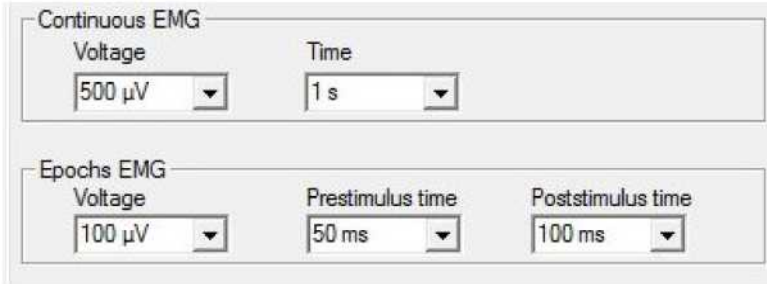 Continuous EMG
Voltage Time
500 µV 1 s
Epochs EMG
Voltage Prestimulus time Poststimulus time
100 µV 50 ms 100 ms